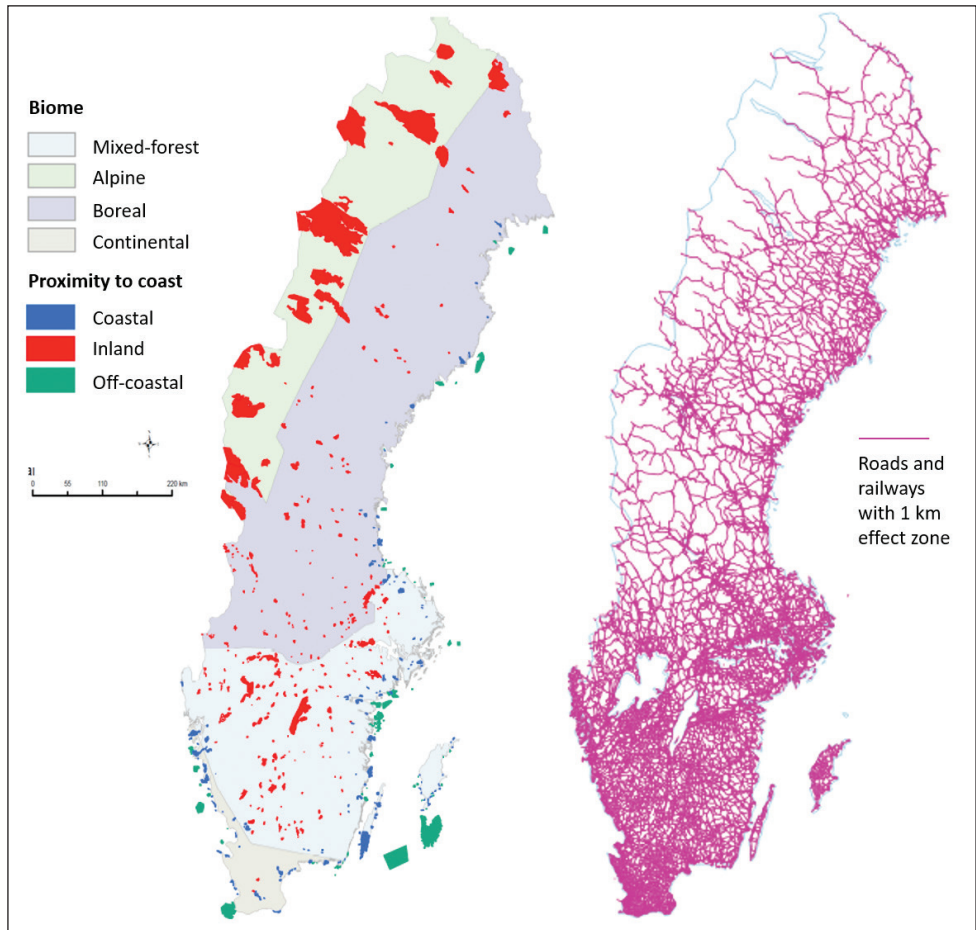 Biome
Mixed-forest
Alpine
Boreal
Continental
Proximity to coast
Coastal
Inland
Off-coastal
0 55 110 220 km
Roads and
railways
with 1 km
effect zone